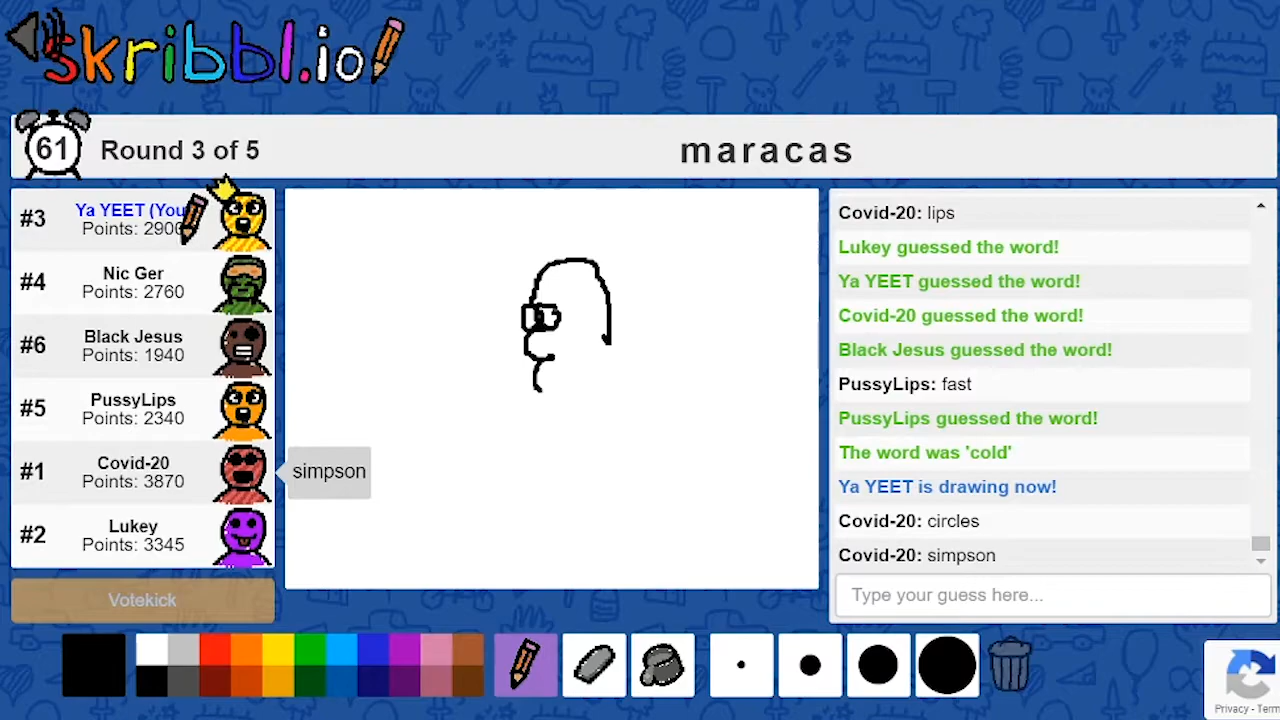 skribbl.io
61
Round 3 of 5
maracas
#3
Ya YEET (You
Points: 2900
#4
Nic Ger
Points: 2760
#6
Black Jesus
Points: 1940
#5
PussyLips
Points: 2340
#1
Covid-20
Points: 3870
simpson
#2
Lukey
Points: 3345
Votekick
Covid-20: lips
Lukey guessed the word!
Ya YEET guessed the word!
Covid-20 guessed the word!
Black Jesus guessed the word!
PussyLips: fast
PussyLips guessed the word!
The word was 'cold'
Ya YEET is drawing now!
Covid-20: circles
Covid-20: simpson
Type your guess here...
Privacy - Term